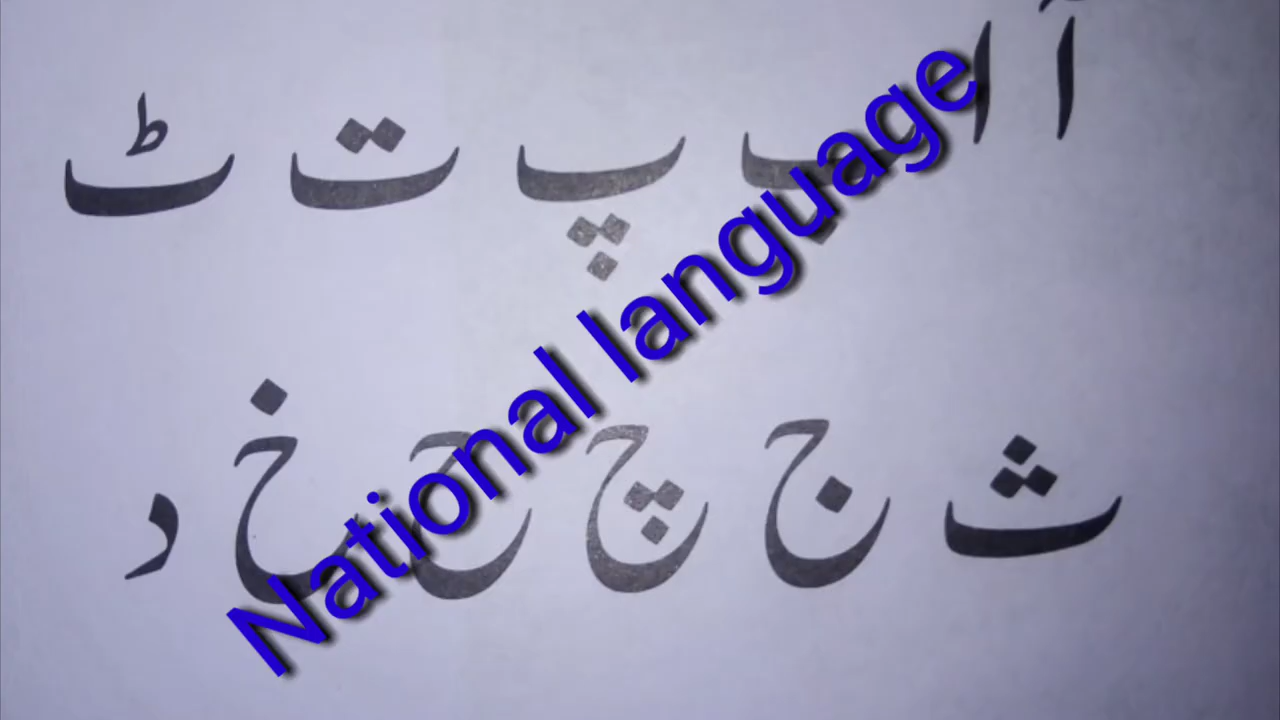 آ ا ب پ ت ٹ
ث ج چ ح خ د
National language